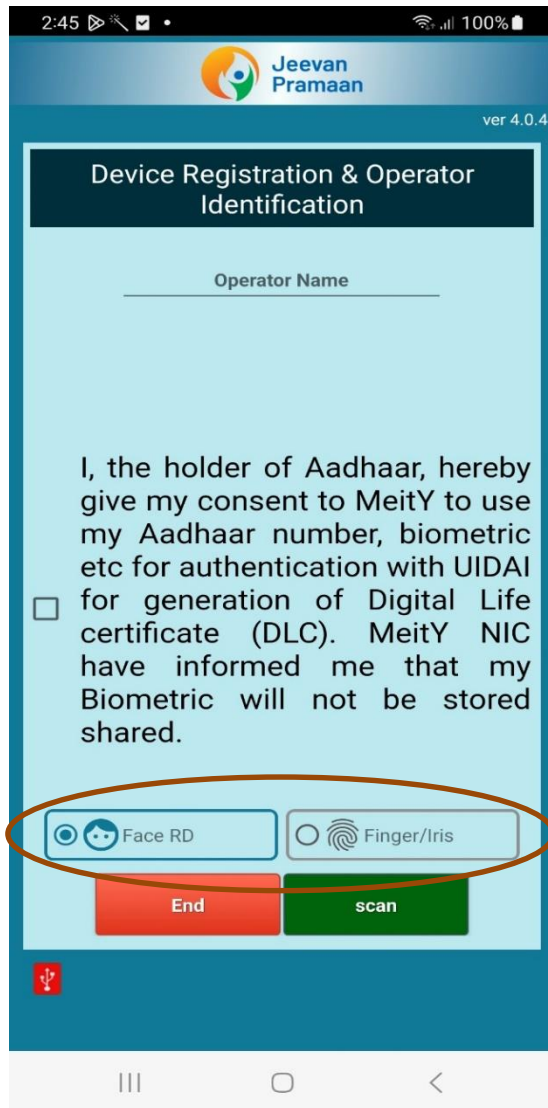 2:45 100%
Jeevan
Pramaan
ver 4.0.4
Device Registration & Operator
Identification
Operator Name
I, the holder of Aadhaar, hereby
give my consent to MeitY to use
my Aadhaar number, biometric
etc for authentication with UIDAI
for generation of Digital Life
certificate (DLC). MeitY NIC
have informed me that my
Biometric will not be stored
shared.
Face RD Finger/Iris
End scan